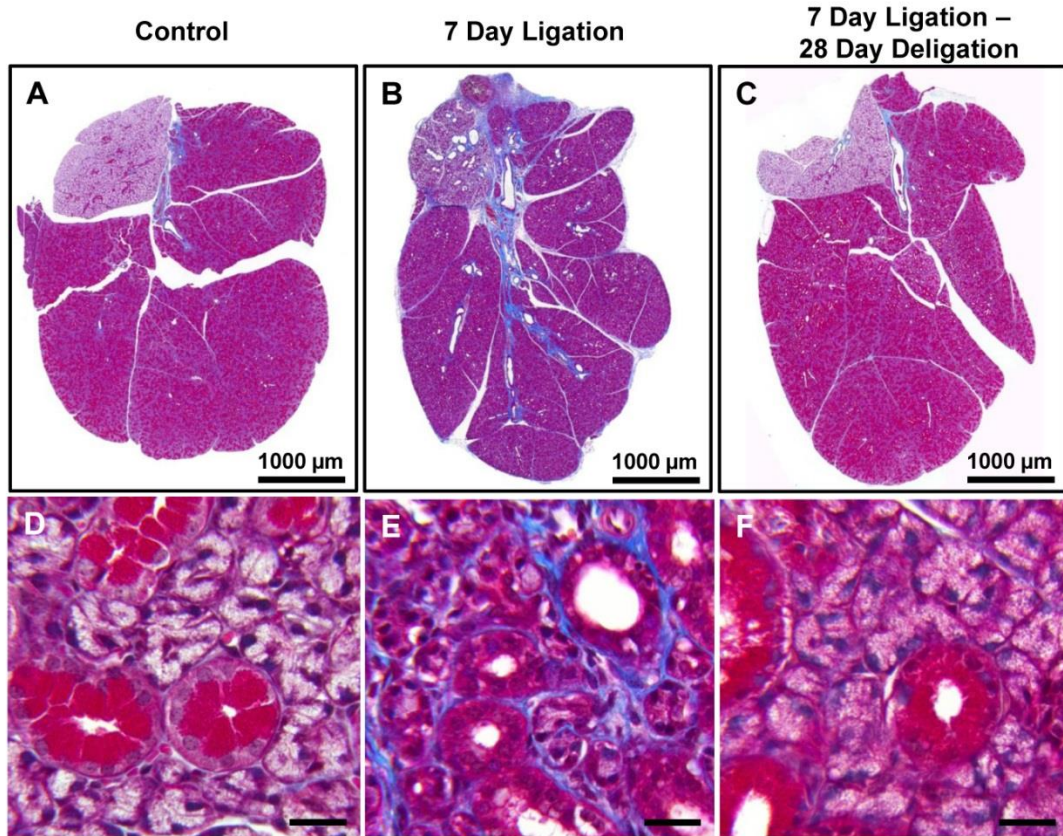 Control
7 Day Ligation
7 Day Ligation –
28 Day Deligation
A
B
C
1000 µm
1000 µm
1000 µm
D
E
F